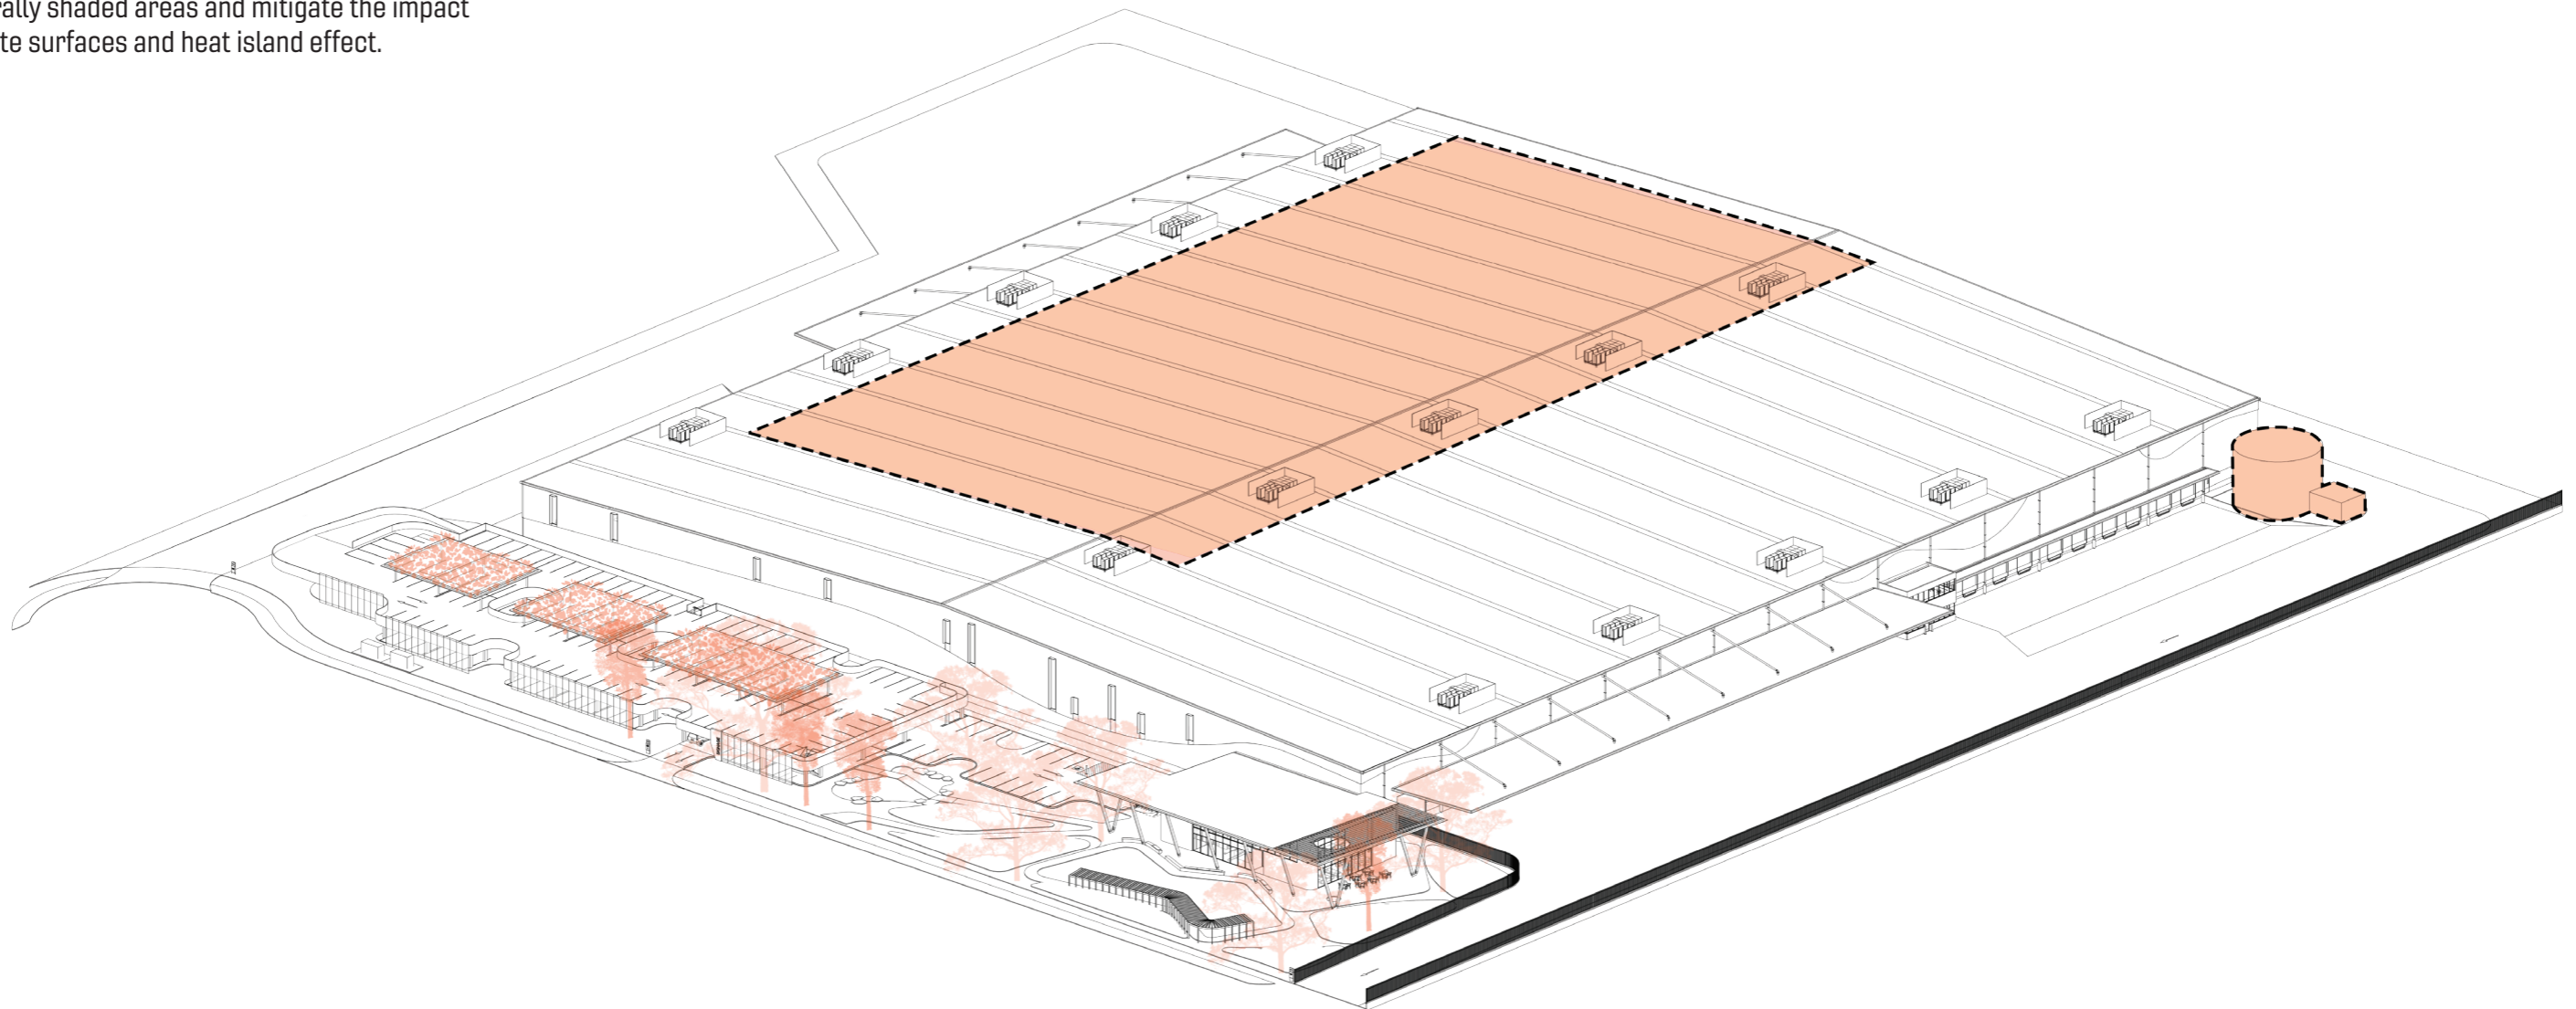 rally shaded areas and mitigate the impact
te surfaces and heat island effect.